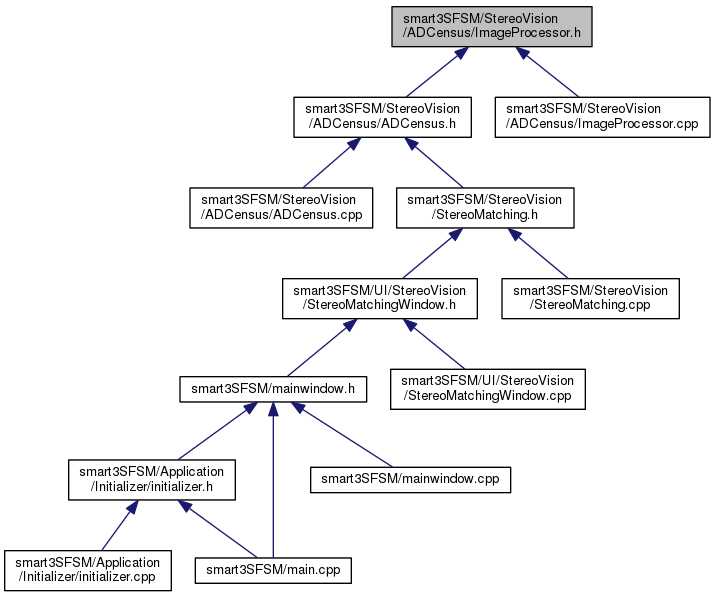 smart3SFSM/StereoVision
/ADCensus/ImageProcessor.h
smart3SFSM/StereoVision
/ADCensus/ADCensus.h
smart3SFSM/StereoVision
/ADCensus/ImageProcessor.cpp
smart3SFSM/StereoVision
/ADCensus/ADCensus.cpp
smart3SFSM/StereoVision
/StereoMatching.h
smart3SFSM/UI/StereoVision
/StereoMatchingWindow.h
smart3SFSM/StereoVision
/StereoMatching.cpp
smart3SFSM/mainwindow.h
smart3SFSM/UI/StereoVision
/StereoMatchingWindow.cpp
smart3SFSM/Application
/Initializer/initializer.h
smart3SFSM/mainwindow.cpp
smart3SFSM/Application
/Initializer/initializer.cpp
smart3SFSM/main.cpp